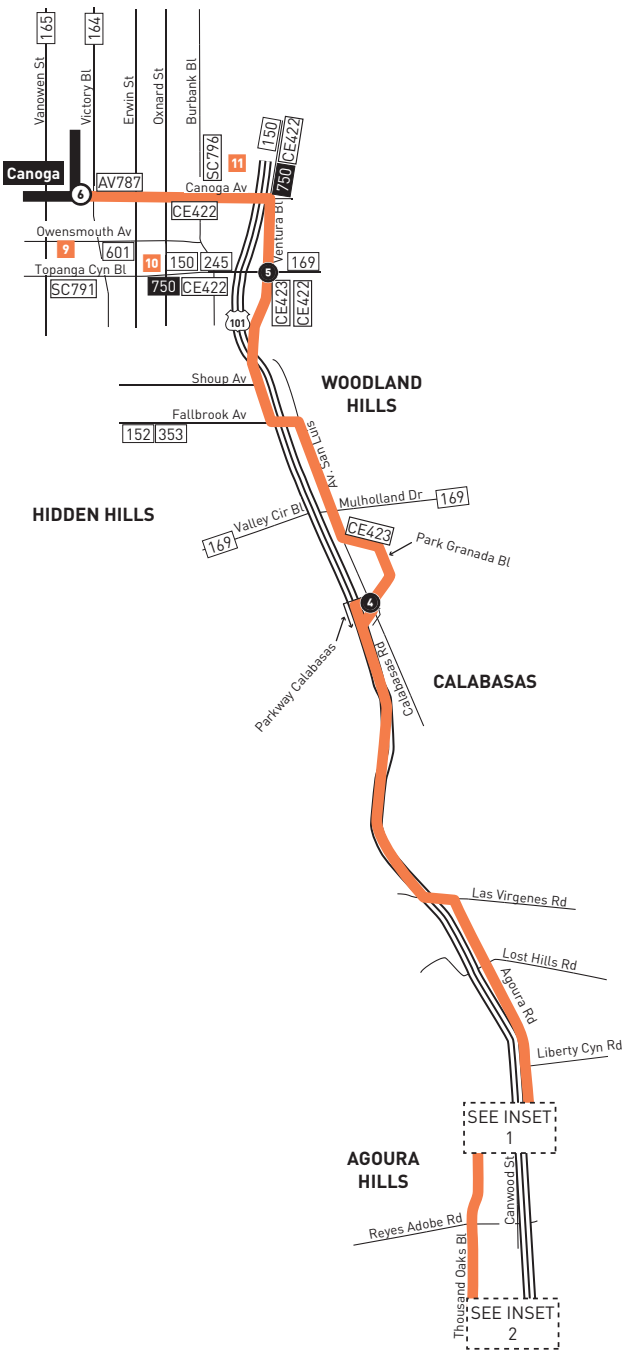 165
164
Vanowen St
Victory Bl
Erwin St
Oxnard St
Burbank Bl
SC796
11
150
CE422
750
Canoga
6
AV787
Canoga Av
CE422
Ventura Bl
Owensmouth Av
9
601
10
150
245
5
169
Topanga Cyn Bl
SC791
750
CE422
CE423
CE422
101
Shoup Av
WOODLAND
HILLS
Fallbrook Av
152
353
Av. San Luis
HIDDEN HILLS
Valley Cir Bl
169
Mulholland Dr
169
CE423
Park Granada Bl
4
Parkway Calabasas
Calabasas Rd
CALABASAS
Las Virgenes Rd
Lost Hills Rd
Agoura Rd
Liberty Cyn Rd
SEE INSET
1
AGOURA
HILLS
Canwood St
Reyes Adobe Rd
Thousand Oaks Bl
SEE INSET
2